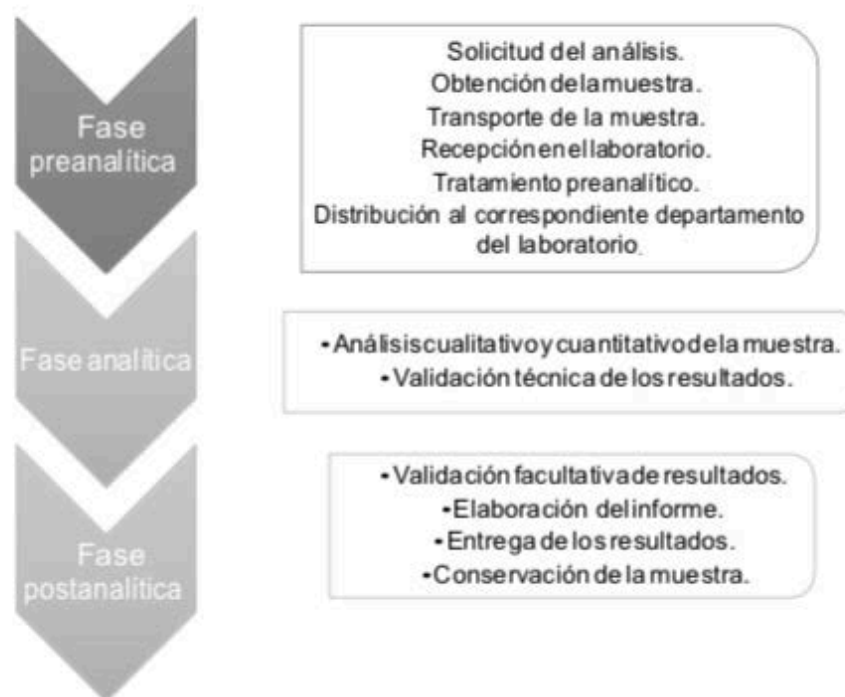 Fase
preanalítica
Solicitud del análisis.
Obtención de la muestra.
Transporte de la muestra.
Recepción en el laboratorio.
Tratamiento preanalítico.
Distribución al correspondiente departamento
del laboratorio.
Fase analítica
•Análisis cualitativo y cuantitativo de la muestra.
•Validación técnica de los resultados.
Fase
postanalítica
•Validación facultativa de resultados.
•Elaboración del informe.
•Entrega de los resultados.
•Conservación de la muestra.